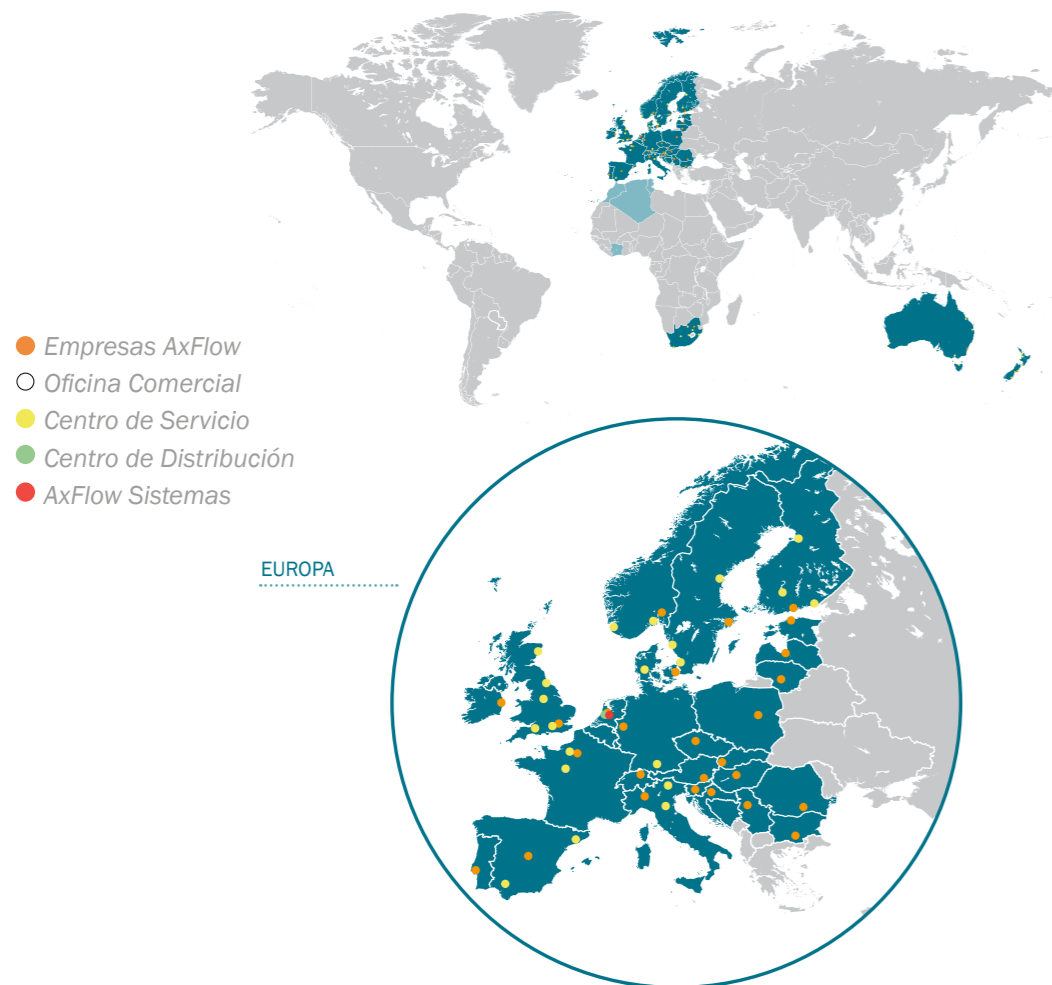 Empresas AxFlow
Oficina Comercial
Centro de Servicio
Centro de Distribución
AxFlow Sistemas
EUROPA